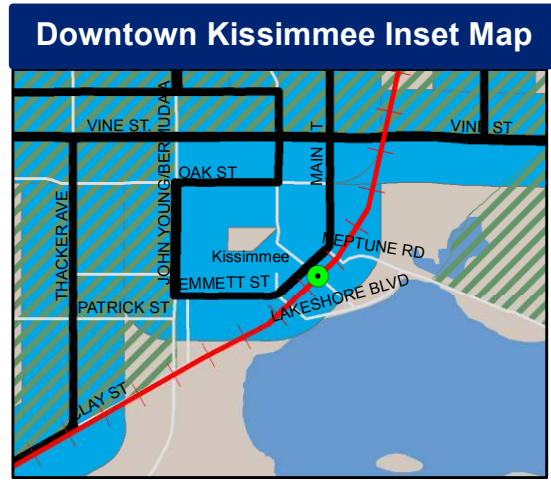 Downtown Kissimmee Inset Map
VINE ST.
VINE ST
JOHN YOUNG/BERMUDA A
MAIN ST
OAK ST
THACKER AVE
NEPTUNE RD
Kissimmee
EMMETT ST
LAKESHORE BLVD
PATRICK ST
CLAY ST